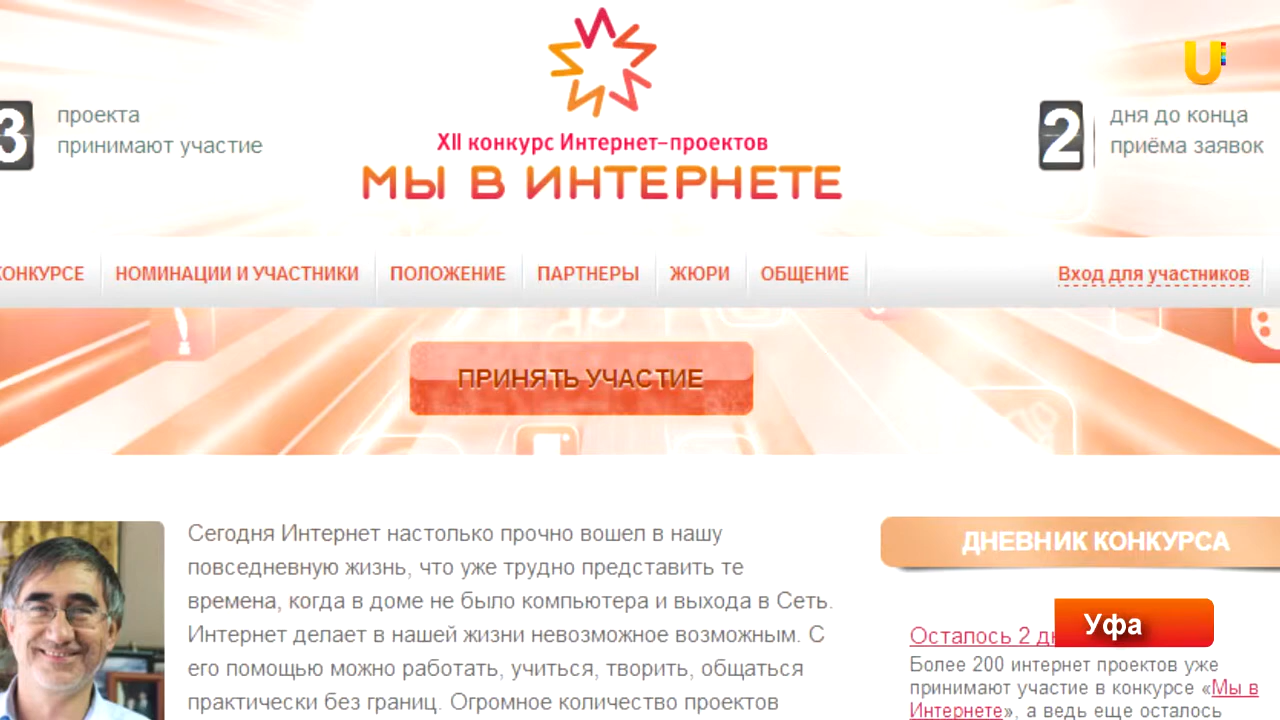 3
проекта
принимают участие
XII конкурс Интернет-проектов
МЫ В ИНТЕРНЕТЕ
2
дня до конца
приёма заявок
U
КОНКУРСЕ
НОМИНАЦИИ И УЧАСТНИКИ
ПОЛОЖЕНИЕ
ПАРТНЕРЫ
ЖЮРИ
ОБЩЕНИЕ
Вход для участников
ПРИНЯТЬ УЧАСТИЕ
Сегодня Интернет настолько прочно вошел в нашу
повседневную жизнь, что уже трудно представить те
времена, когда в доме не было компьютера и выхода в Сеть.
Интернет делает в нашей жизни невозможное возможным. С
его помощью можно работать, учиться, творить, общаться
практически без границ. Огромное количество проектов
ДНЕВНИК КОНКУРСА
Уфа
Осталось 2
Более 200 интернет проектов уже
принимают участие в конкурсе «Мы в
Интернете», а ведь еще осталось